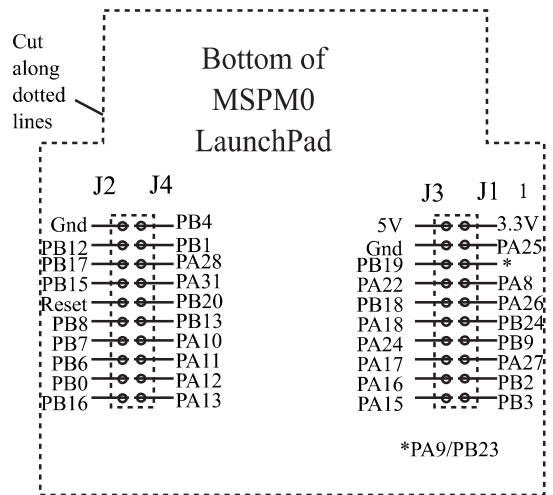 Cut
along
dotted
lines
Bottom of
MSPM0
LaunchPad
J2 J4
Gnd PB4
PB12 PB1
PB17 PA28
PB15 PA31
Reset PB20
PB8 PB13
PB7 PA10
PB6 PA11
PB0 PA12
PB16 PA13
J3 J1 1
5V 3.3V
Gnd PA25
PB19 *
PA22 PA8
PB18 PA26
PA18 PB24
PA24 PB9
PA17 PA27
PA16 PB2
PA15 PB3
*PA9/PB23